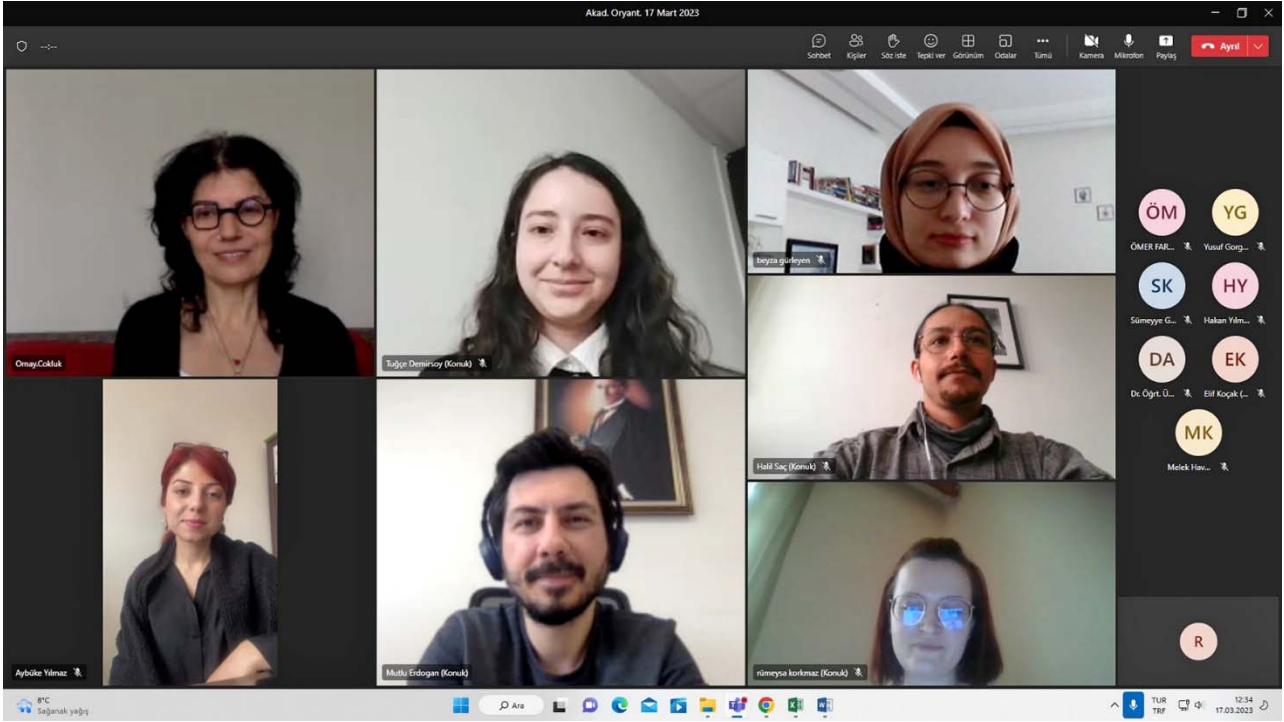 Akad. Oryant. 17 Mart 2023
--:--
Sohbet Kişiler Söz iste Tepki ver Görünüm Odalar Tümü Kamera Mikrofon Paylaş Ayrıl
Ornay.Cokluk
Tuğçe Demirsoy (Konuk)
beyza gürleyen
Halil Saç (Konuk)
Aybüke Yılmaz
Mutlu Erdogan (Konuk)
rümeysa korkmaz (Konuk)
ÖM YG
ÖMER FAR... Yusuf Gorg...
SK HY
Sümeyye G... Hakan Yılm...
DA EK
Dr. Öğrt. Ü... Elif Koçak (...
MK
Melek Hav...
R
8°C
Sağanak yağış
Ara
TUR
TRF
12:34
17.03.2023